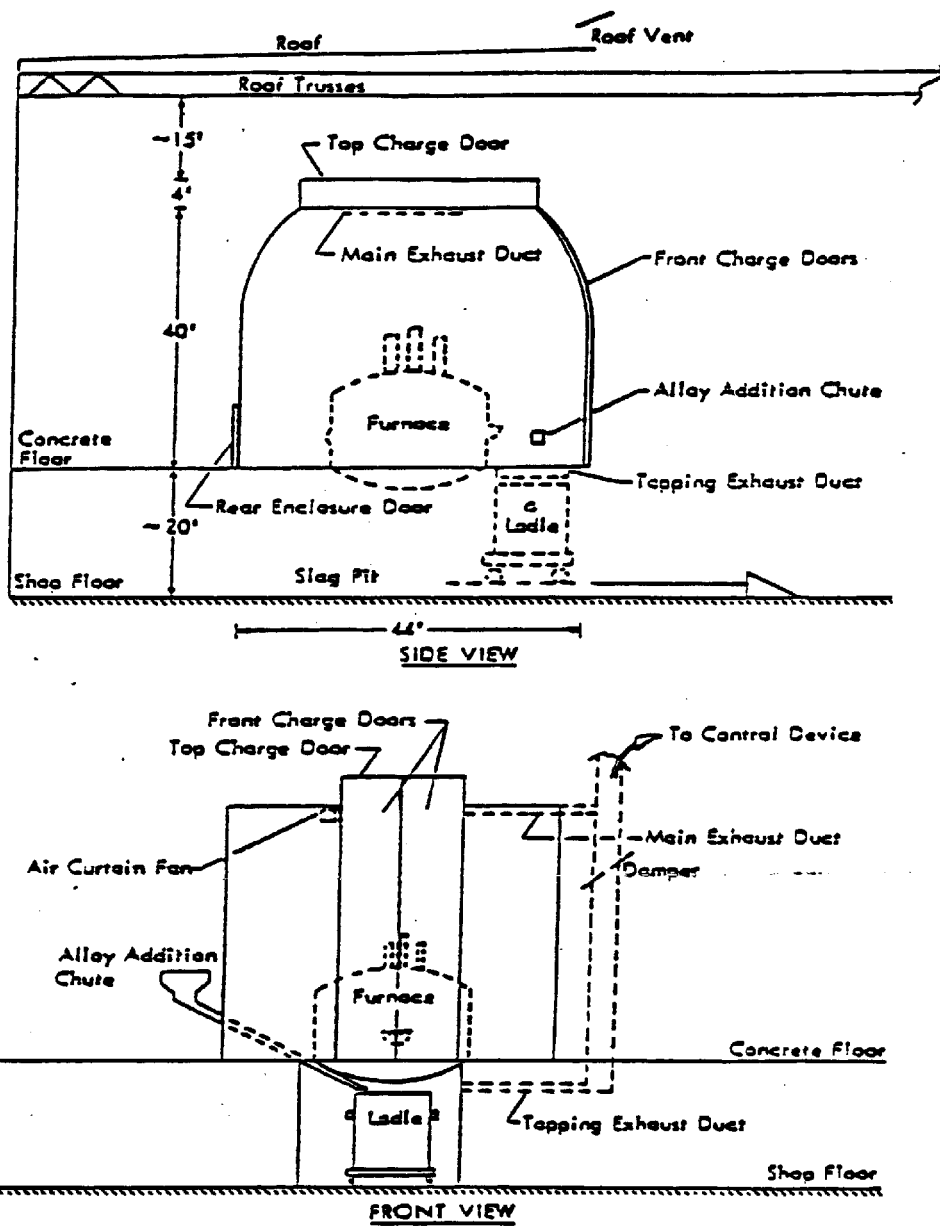 Roof
Roof Vent
Roof Trusses
~15'
Top Charge Door
4'
Main Exhaust Duct
Front Charge Doors
40'
Alloy Addition Chute
Furnace
Concrete
Floor
Tapping Exhaust Duct
Rear Enclosure Door
Ladle
~20'
Shop Floor
Slag Pit
44'
SIDE VIEW
Front Charge Doors
Top Charge Door
To Control Device
Main Exhaust Duct
Air Curtain Fan
Damper
Alloy Addition
Chute
Furnace
Concrete Floor
Ladle
Tapping Exhaust Duct
Shop Floor
FRONT VIEW